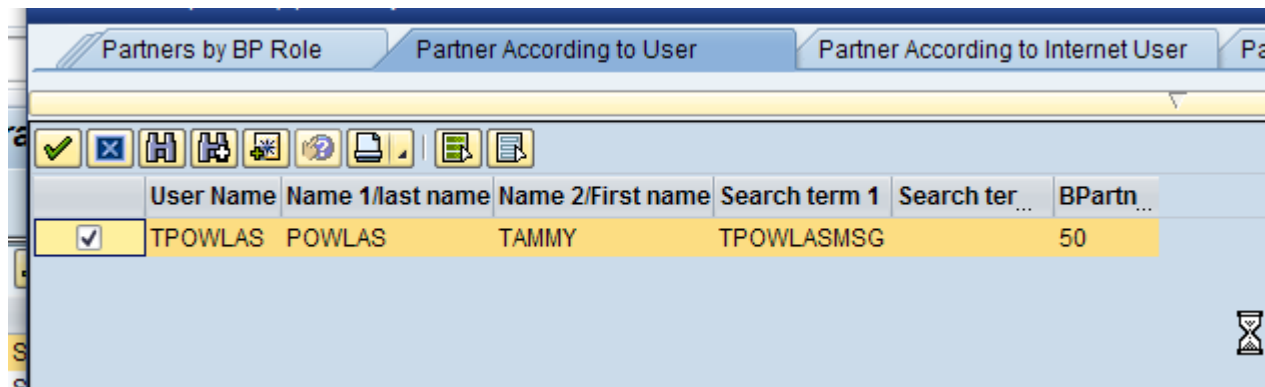 Partners by BP Role Partner According to User Partner According to Internet User Pa
User Name Name 1/last name Name 2/First name Search term 1 Search ter... BPartn...
TPOWLAS POWLAS TAMMY TPOWLASMSG 50